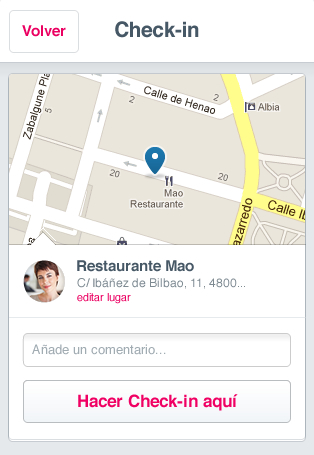 Volver
Check-in
Zabalgune Pla
Calle de Henao
Albia
2
2
20
20
Mao
Restaurante
Calle Ib
azarredo
Restaurante Mao
C/ Ibáñez de Bilbao, 11, 4800...
editar lugar
Añade un comentario...
Hacer Check-in aquí